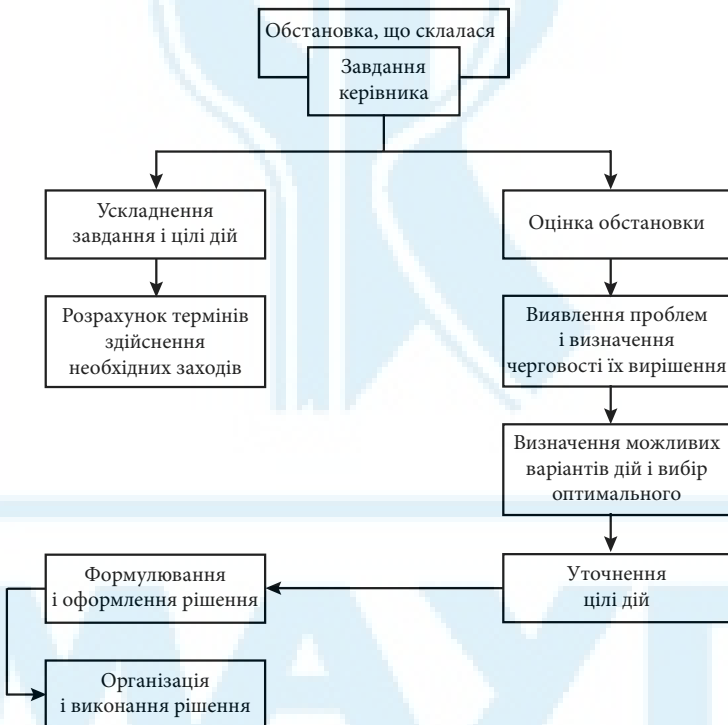 Обстановка, що склалася
Завдання
керівника
Ускладнення
завдання і цілі дій
Оцінка обстановки
Розрахунок термінів
здійснення
необхідних заходів
Виявлення проблем
і визначення
черговості їх вирішення
Визначення можливих
варіантів дій і вибір
оптимального
Формулювання
і оформлення рішення
Уточнення
цілі дій
Організація
і виконання рішення